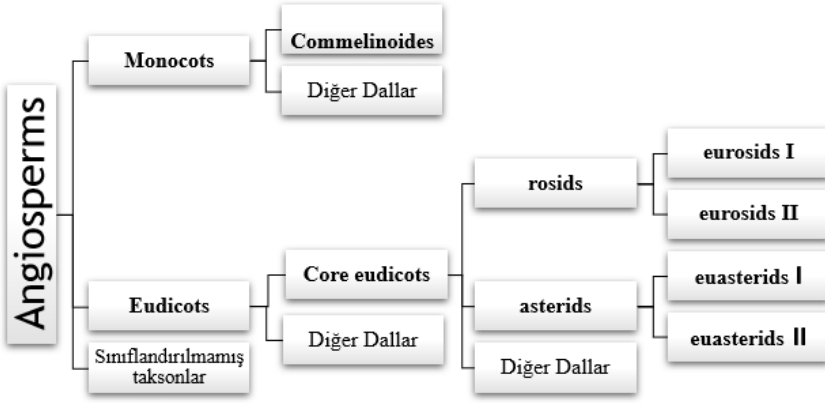 Angiosperms
Monocots
Commelinoides
Diğer Dallar
Eudicots
Core eudicots
rosids
eurosids I
eurosids II
asterids
euasterids I
euasterids II
Diğer Dallar
Diğer Dallar
Sınıflandırılmamış
taksonlar